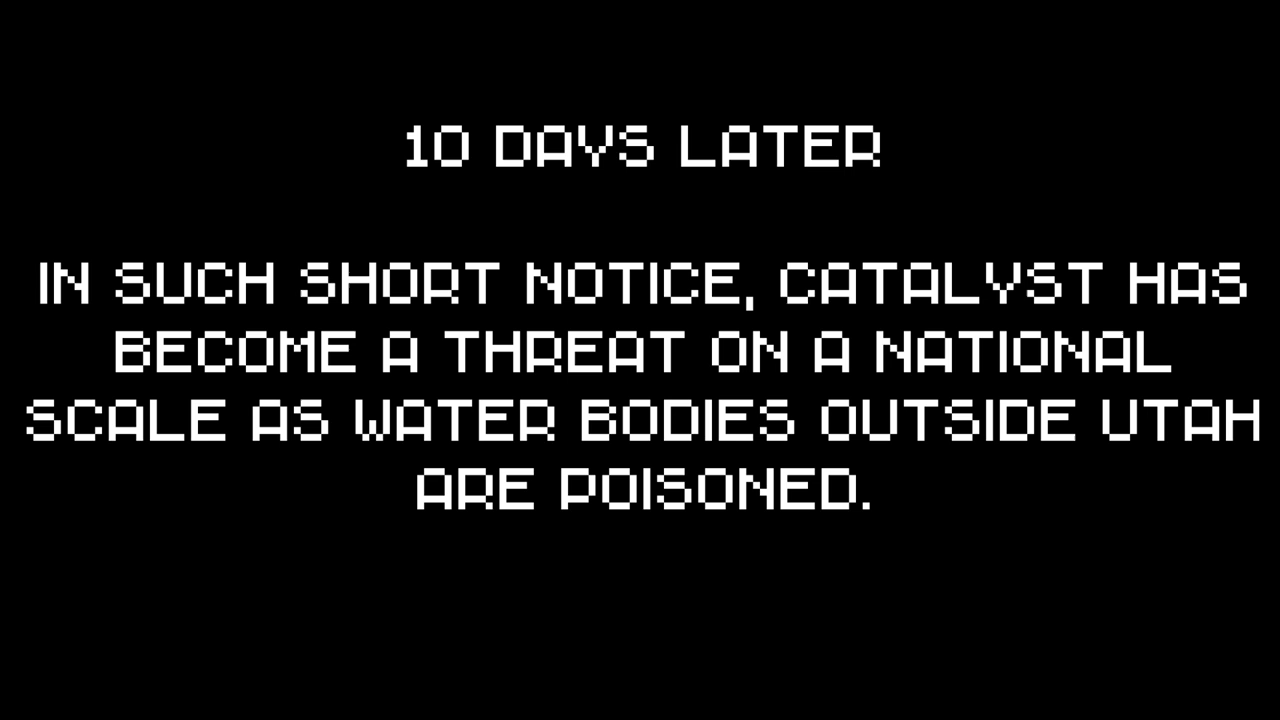 10 DAYS LATER
IN SUCH SHORT NOTICE, CATALYST HAS
BECOME A THREAT ON A NATIONAL
SCALE AS WATER BODIES OUTSIDE UTAH
ARE POISONED.